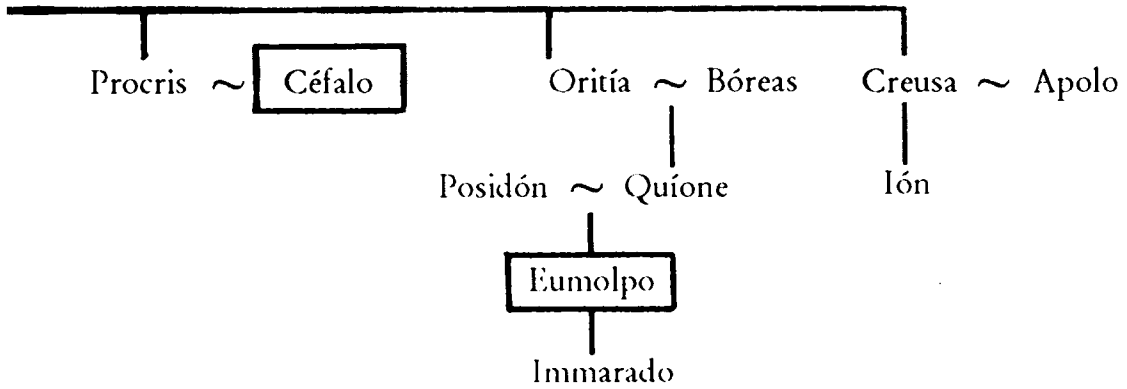 Procris ~ Céfalo Oritía ~ Bóreas Creusa ~ Apolo
Posidón ~ Quíone Ión
Eumolpo
Immarado